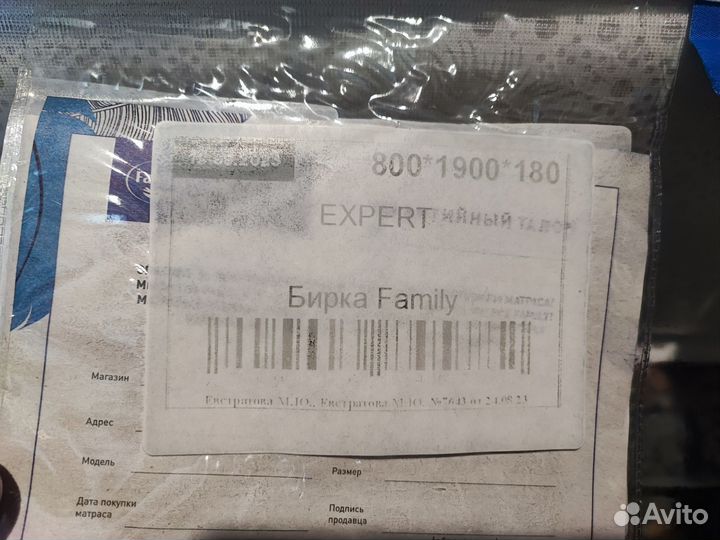 800*1900*180
EXPERT
Бирка Family
Евстратова М.Ю., Евстратова М.Ю. №7643 от 24.08.23
Магазин
Адрес
Модель
Размер
Дата покупки
матраса
Подпись
продавца
Avito